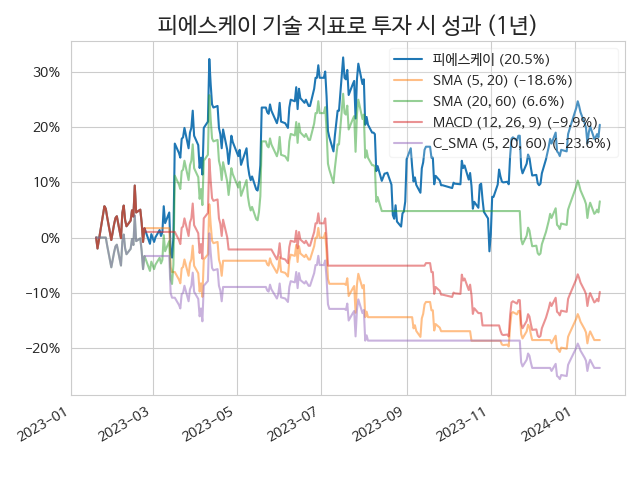 피에스케이 기술 지표로 투자 시 성과 (1년)
30%
20%
10%
0%
−10%
−20%
피에스케이 (20.5%)
SMA (5, 20) (−18.6%)
SMA (20, 60) (6.6%)
MACD (12, 26, 9) (−9.9%)
C_SMA (5, 20, 60) (−23.6%)
2023−01
2023−03
2023−05
2023−07
2023−09
2023−11
2024−01